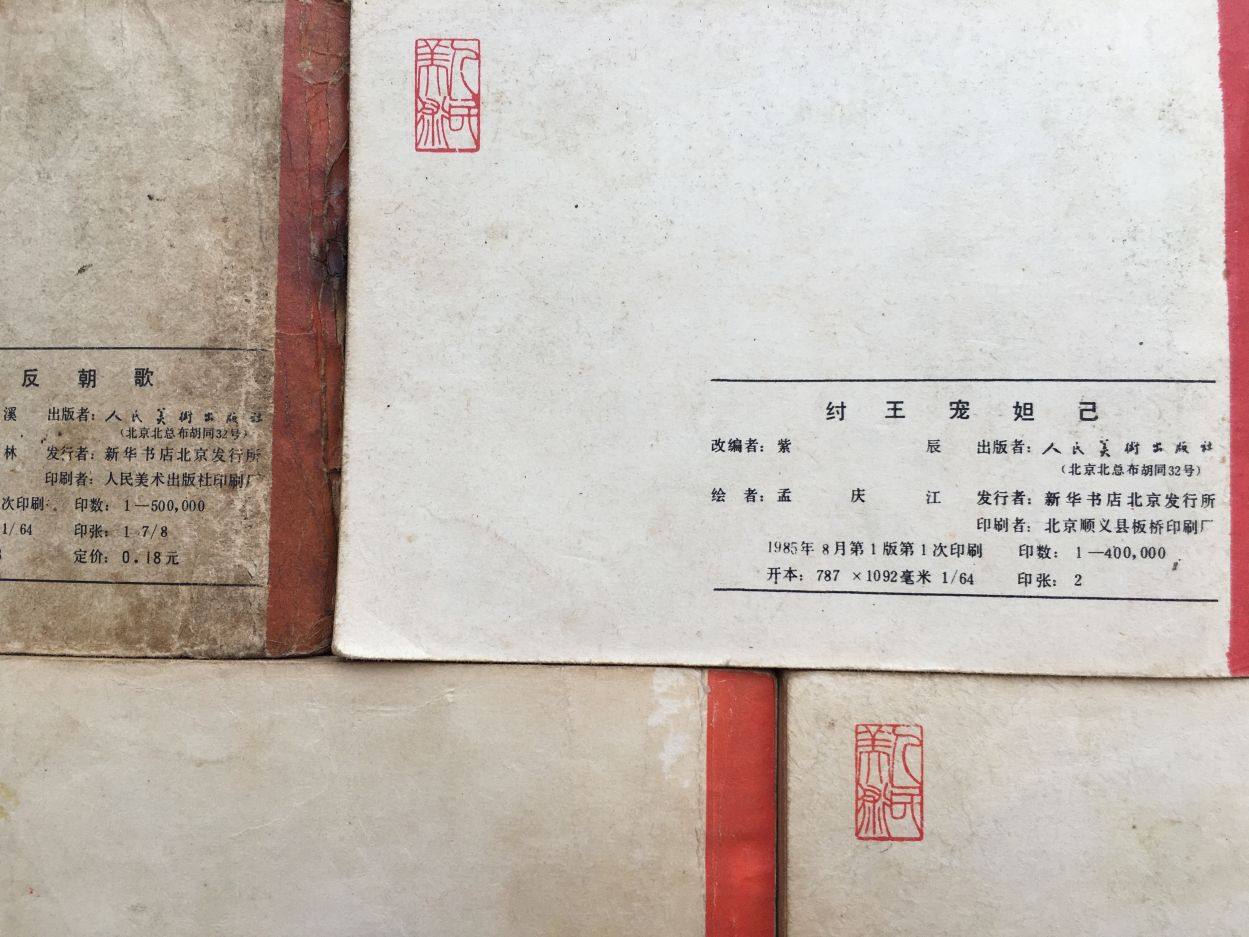 反朝歌
溪 出版者：人民美術出版社
（北京北总布胡同32号）
林 发行者：新华书店北京发行所
印刷者：人民美术出版社印刷厂
次印刷 印数：1—500,000
1/64 印张：1 7/8
定价：0.18元
人民美術
纣王宠妲己
改编者：紫辰 出版者：人民美術出版社
（北京北总布胡同32号）
绘者：孟庆江 发行者：新华书店北京发行所
印刷者：北京顺义县板桥印刷厂
1985年8月第1版第1次印刷 印数：1—400,000
开本：787×1092毫米 1/64 印张：2
人民美術